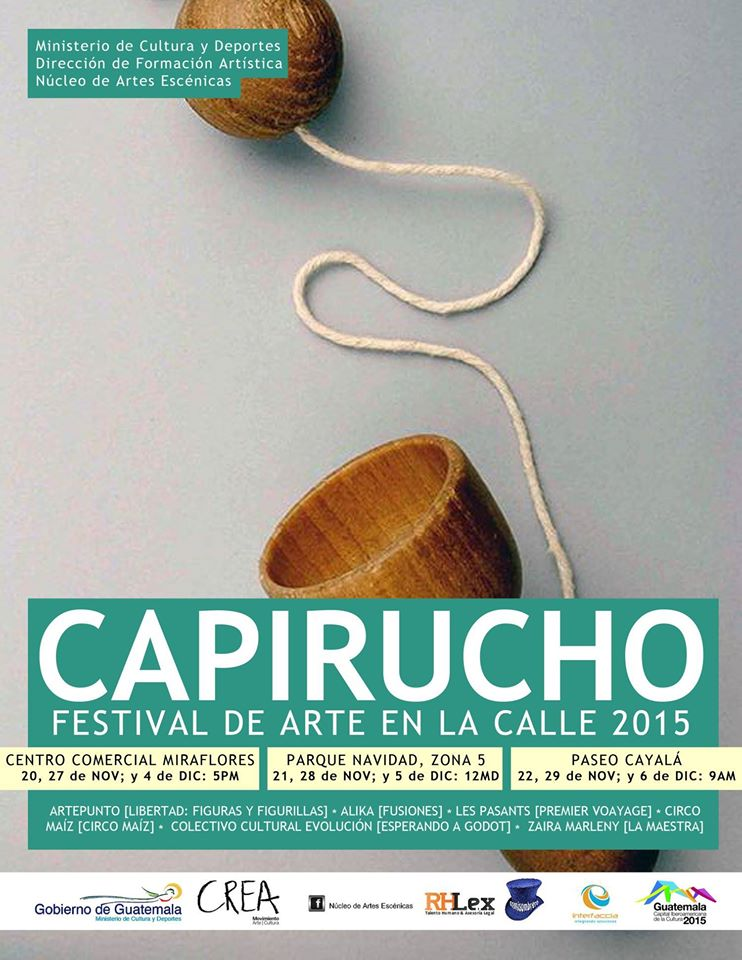 Ministerio de Cultura y Deportes
Dirección de Formación Artística
Núcleo de Artes Escénicas
CAPIRUCHO
FESTIVAL DE ARTE EN LA CALLE 2015
CENTRO COMERCIAL MIRAFLORES
20, 27 de NOV; y 4 de DIC: 5PM
PARQUE NAVIDAD, ZONA 5
21, 28 de NOV; y 5 de DIC: 12MD
PASEO CAYALÁ
22, 29 de NOV; y 6 de DIC: 9AM
ARTEPUNTO [LIBERTAD: FIGURAS Y FIGURILLAS] * ALIKA [FUSIONES] * LES PASANTS [PREMIER VOAYAGE] * CIRCO
MAÍZ [CIRCO MAÍZ] * COLECTIVO CULTURAL EVOLUCIÓN [ESPERANDO A GODOT] * ZAIRA MARLENY [LA MAESTRA]
Gobierno de Guatemala
Ministerio de Cultura y Deportes
CREA
Movimiento
Arte|Cultura
f Núcleo de Artes Escénicas
RHLex
Talento Humano & Asesoría Legal
interfaccia
integrando soluciones
Guatemala
Capital Iberoamericana
de la Cultura 2015